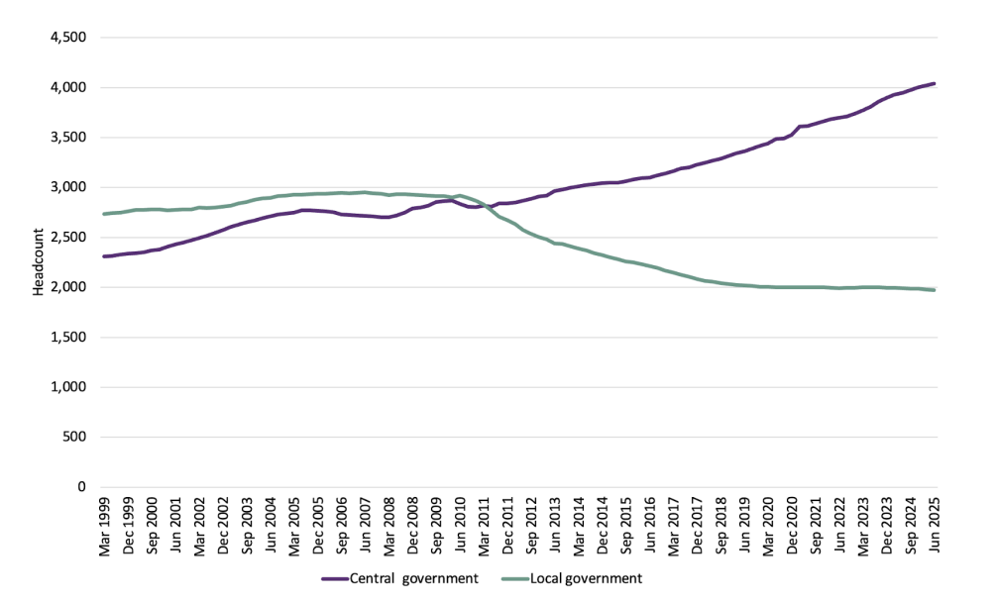 4,500
4,000
3,500
3,000
2,500
2,000
1,500
1,000
500
0
Headcount
Mar 1999
Dec 1999
Sep 2000
Jun 2001
Mar 2002
Dec 2002
Sep 2003
Jun 2004
Mar 2005
Dec 2005
Sep 2006
Jun 2007
Mar 2008
Dec 2008
Sep 2009
Jun 2010
Mar 2011
Dec 2011
Sep 2012
Jun 2013
Mar 2014
Dec 2014
Sep 2015
Jun 2016
Mar 2017
Dec 2017
Sep 2018
Jun 2019
Mar 2020
Dec 2020
Sep 2021
Jun 2022
Mar 2023
Dec 2023
Sep 2024
Jun 2025
Central government
Local government